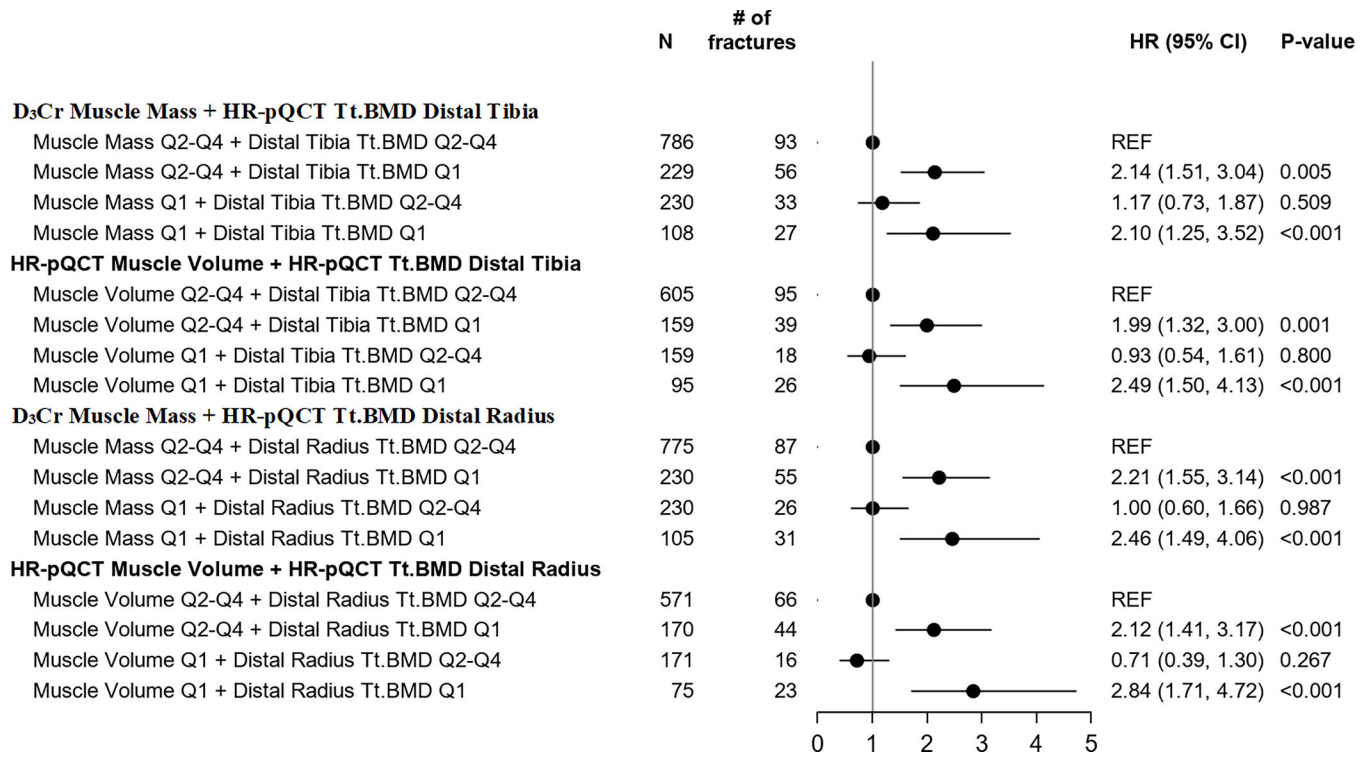 N # of fractures HR (95% CI) P-value
D₃Cr Muscle Mass + HR-pQCT Tt.BMD Distal Tibia
Muscle Mass Q2-Q4 + Distal Tibia Tt.BMD Q2-Q4 786 93 REF
Muscle Mass Q2-Q4 + Distal Tibia Tt.BMD Q1 229 56 2.14 (1.51, 3.04) 0.005
Muscle Mass Q1 + Distal Tibia Tt.BMD Q2-Q4 230 33 1.17 (0.73, 1.87) 0.509
Muscle Mass Q1 + Distal Tibia Tt.BMD Q1 108 27 2.10 (1.25, 3.52) <0.001
HR-pQCT Muscle Volume + HR-pQCT Tt.BMD Distal Tibia
Muscle Volume Q2-Q4 + Distal Tibia Tt.BMD Q2-Q4 605 95 REF
Muscle Volume Q2-Q4 + Distal Tibia Tt.BMD Q1 159 39 1.99 (1.32, 3.00) 0.001
Muscle Volume Q1 + Distal Tibia Tt.BMD Q2-Q4 159 18 0.93 (0.54, 1.61) 0.800
Muscle Volume Q1 + Distal Tibia Tt.BMD Q1 95 26 2.49 (1.50, 4.13) <0.001
D₃Cr Muscle Mass + HR-pQCT Tt.BMD Distal Radius
Muscle Mass Q2-Q4 + Distal Radius Tt.BMD Q2-Q4 775 87 REF
Muscle Mass Q2-Q4 + Distal Radius Tt.BMD Q1 230 55 2.21 (1.55, 3.14) <0.001
Muscle Mass Q1 + Distal Radius Tt.BMD Q2-Q4 230 26 1.00 (0.60, 1.66) 0.987
Muscle Mass Q1 + Distal Radius Tt.BMD Q1 105 31 2.46 (1.49, 4.06) <0.001
HR-pQCT Muscle Volume + HR-pQCT Tt.BMD Distal Radius
Muscle Volume Q2-Q4 + Distal Radius Tt.BMD Q2-Q4 571 66 REF
Muscle Volume Q2-Q4 + Distal Radius Tt.BMD Q1 170 44 2.12 (1.41, 3.17) <0.001
Muscle Volume Q1 + Distal Radius Tt.BMD Q2-Q4 171 16 0.71 (0.39, 1.30) 0.267
Muscle Volume Q1 + Distal Radius Tt.BMD Q1 75 23 2.84 (1.71, 4.72) <0.001
0 1 2 3 4 5